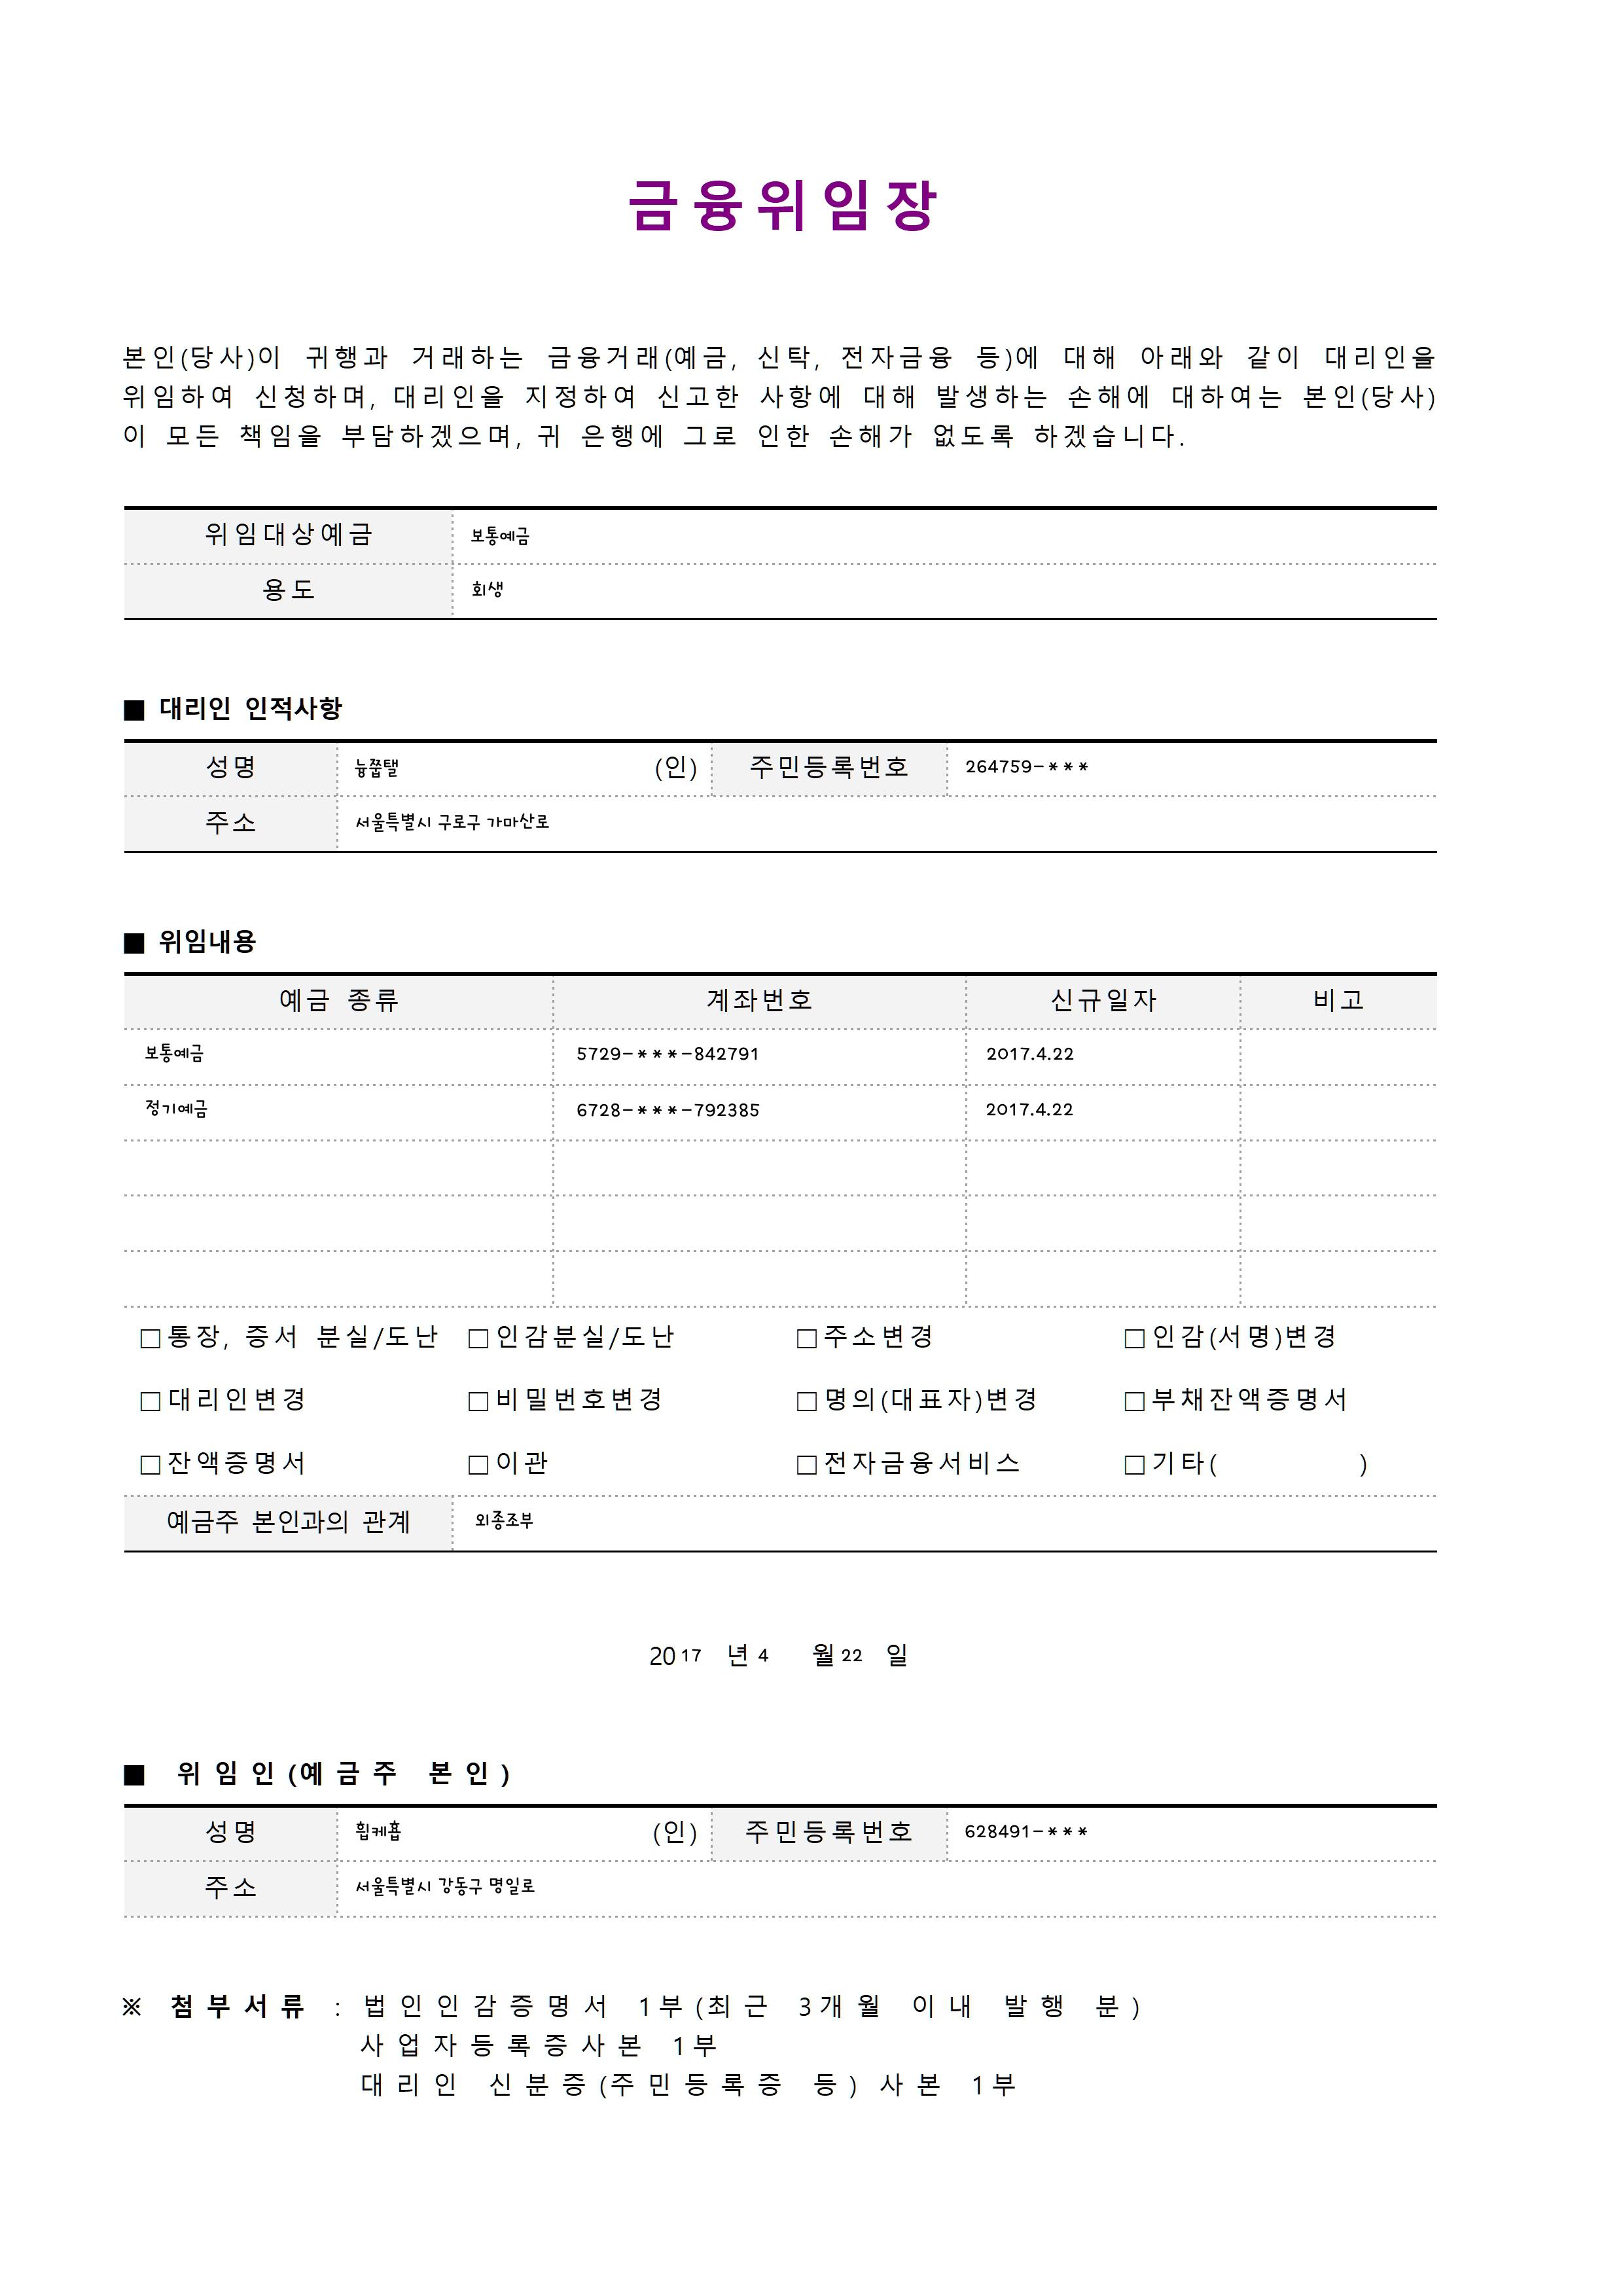 금융위임장
본인(당사)이 귀행과 거래하는 금융거래(예금, 신탁, 전자금융 등)에 대해 아래와 같이 대리인을
위임하여 신청하며, 대리인을 지정하여 신고한 사항에 대해 발생하는 손해에 대하여는 본인(당사)
이 모든 책임을 부담하겠으며, 귀 은행에 그로 인한 손해가 없도록 하겠습니다.
위임대상예금 보통예금
용도 회생
■ 대리인 인적사항
성명 (인) 주민등록번호 264759-***
주소 서울특별시 구로구 가마산로
■ 위임내용
예금 종류 계좌번호 신규일자 비고
보통예금 5729-***-842791 2017.4.22
정기예금 6728-***-792385 2017.4.22
□통장, 증서 분실/도난 □인감분실/도난 □주소변경 □인감(서명)변경
□대리인변경 □비밀번호변경 □명의(대표자)변경 □부채잔액증명서
□잔액증명서 □이관 □전자금융서비스 □기타( )
예금주 본인과의 관계 외종조부
2017 년 4 월 22 일
■ 위임인(예금주 본인)
성명 (인) 주민등록번호 628491-***
주소 서울특별시 강동구 명일로
※ 첨부서류 : 법인인감증명서 1부(최근 3개월 이내 발행 분)
사업자등록증사본 1부
대리인 신분증(주민등록증 등) 사본 1부